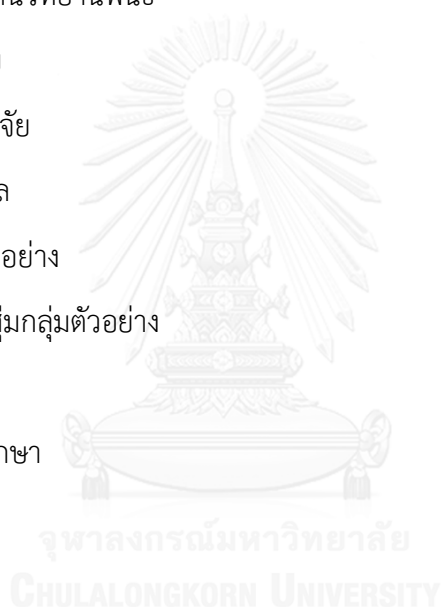 จัย
ล
อย่าง
ุ่มกลุ่มตัวอย่าง
กษา
จุฬาลงกรณ์มหาวิทยาลัย
CHULALONGKORN UNIVERSITY